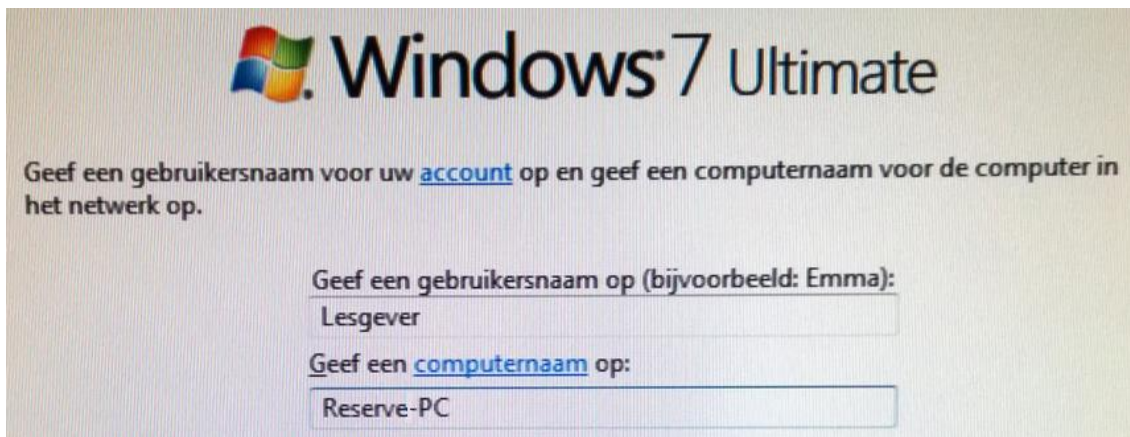 Windows 7 Ultimate
Geef een gebruikersnaam voor uw account op en geef een computernaam voor de computer in
het netwerk op.
Geef een gebruikersnaam op (bijvoorbeeld: Emma):
Lesgever
Geef een computernaam op:
Reserve-PC